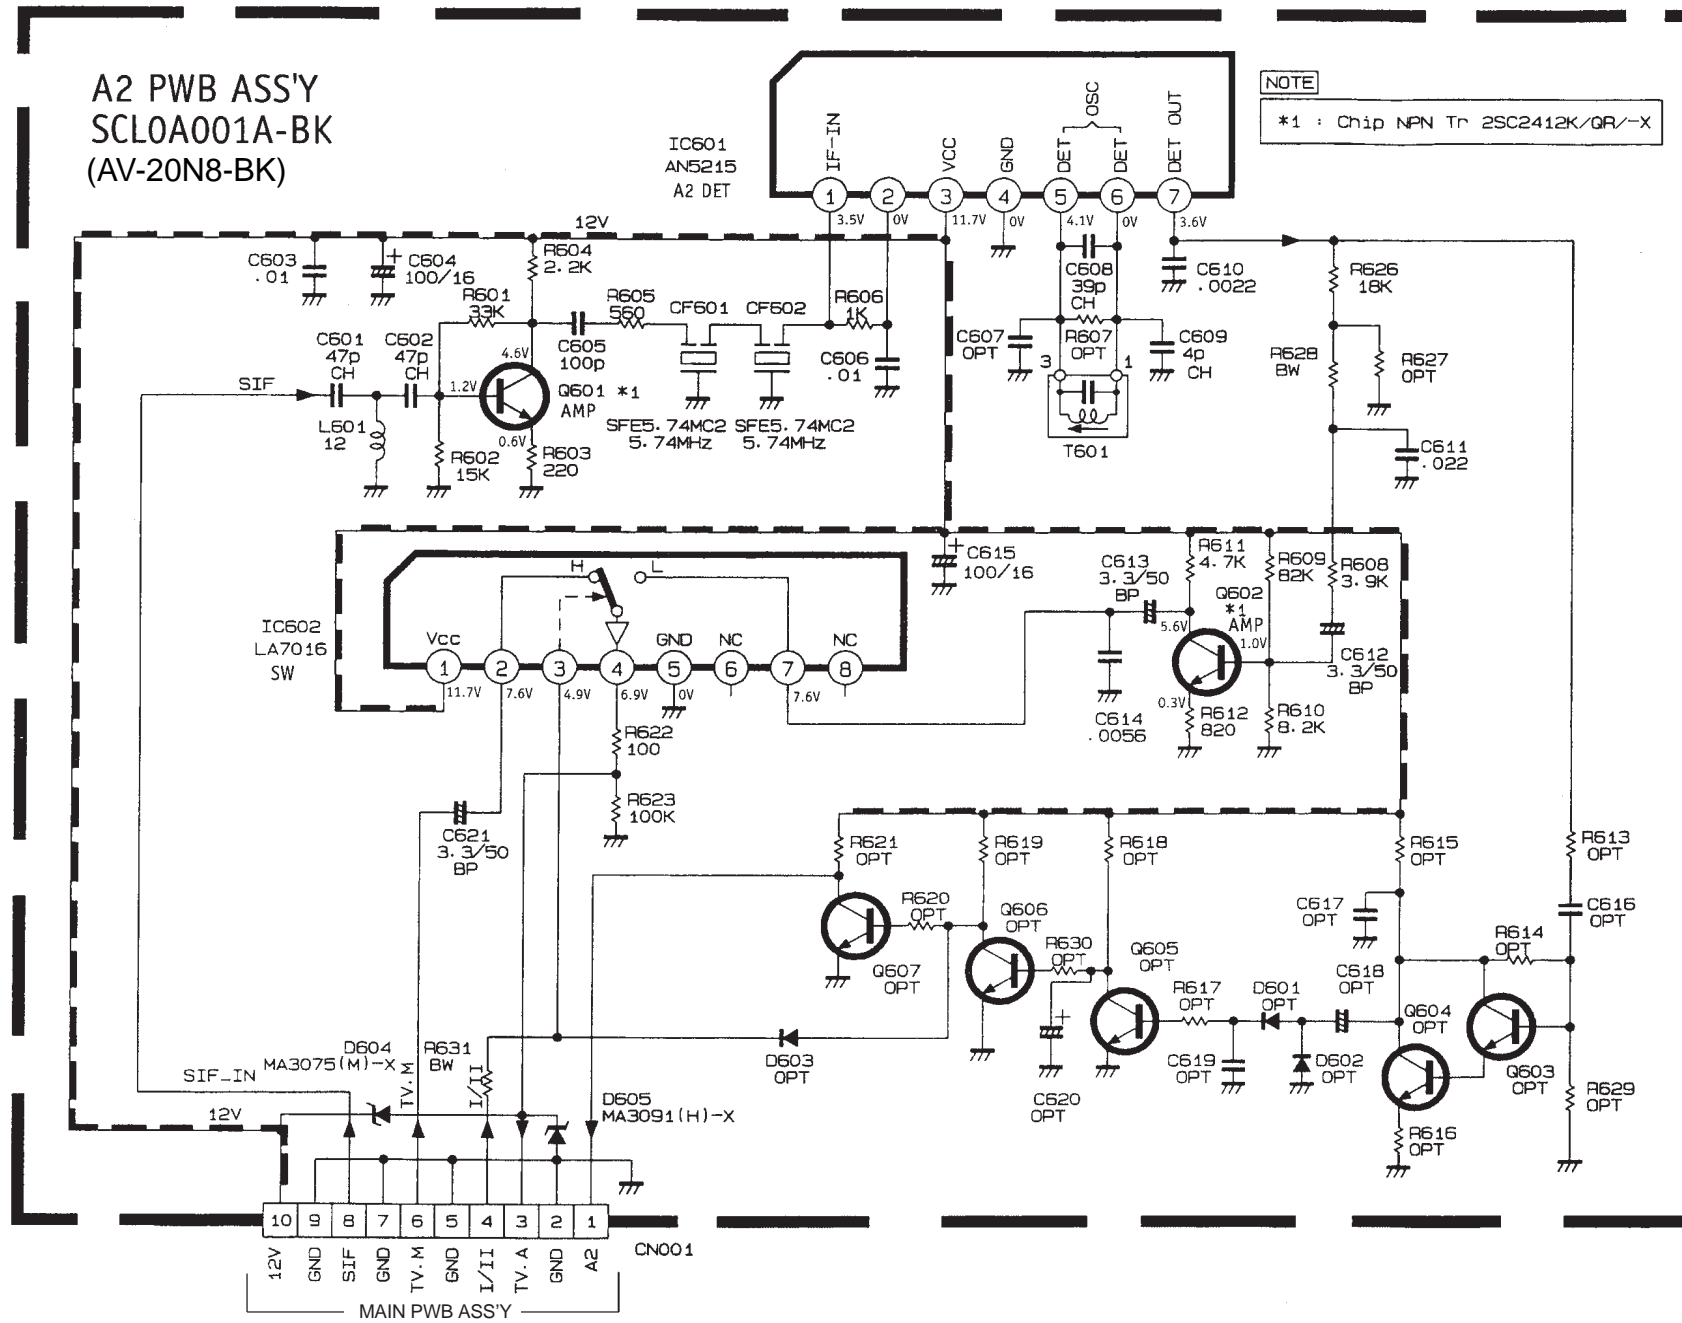 A2 PWB ASS'Y
SCL0A001A-BK
(AV-20N8-BK)
IC601
AN5215
A2 DET
IF-IN
VCC
GND
DET
OSC
DET
DET OUT
1
2
3
4
5
6
7
3.5V
0V
11.7V
0V
4.1V
0V
3.6V
NOTE
*1 : Chip NPN Tr 2SC2412K/QR/-X
12V
C603
.01
+
C604
100/16
R604
2.2K
R601
33K
R605
560
CF601
CF602
R606
1K
C601
47p
CH
C602
47p
CH
C605
100p
C606
.01
4.6V
1.2V
0.6V
Q601 *1
AMP
SIF
L601
12
R602
15K
R603
220
SFE5.74MC2
5.74MHz
SFE5.74MC2
5.74MHz
C608
39p
CH
C607
OPT
R607
OPT
C609
4p
CH
3
1
T601
C610
.0022
R626
18K
R628
BW
R627
OPT
C611
.022
IC602
LA7016
SW
H
L
Vcc
GND
NC
NC
1
2
3
4
5
6
7
8
11.7V
7.6V
4.9V
6.9V
0V
7.6V
+
C615
100/16
C613
3.3/50
BP
R611
4.7K
R609
82K
R608
3.9K
Q602
*1
AMP
5.6V
1.0V
0.3V
C612
3.3/50
BP
C614
.0056
R612
820
R610
8.2K
R622
100
R623
100K
C621
3.3/50
BP
R621
OPT
R619
OPT
R618
OPT
R615
OPT
R613
OPT
R620
OPT
Q606
OPT
C617
OPT
C616
OPT
Q607
OPT
R630
OPT
Q605
OPT
R614
OPT
C618
OPT
R617
OPT
D601
OPT
Q604
OPT
+
C620
OPT
C619
OPT
D602
OPT
Q603
OPT
R629
OPT
R616
OPT
D603
OPT
D604
MA3075(M)-X
R631
BW
SIF_IN
TV.M
I/II
12V
D605
MA3091(H)-X
10
9
8
7
6
5
4
3
2
1
CN001
12V
GND
SIF
GND
TV.M
GND
I/II
TV.A
GND
A2
MAIN PWB ASS'Y